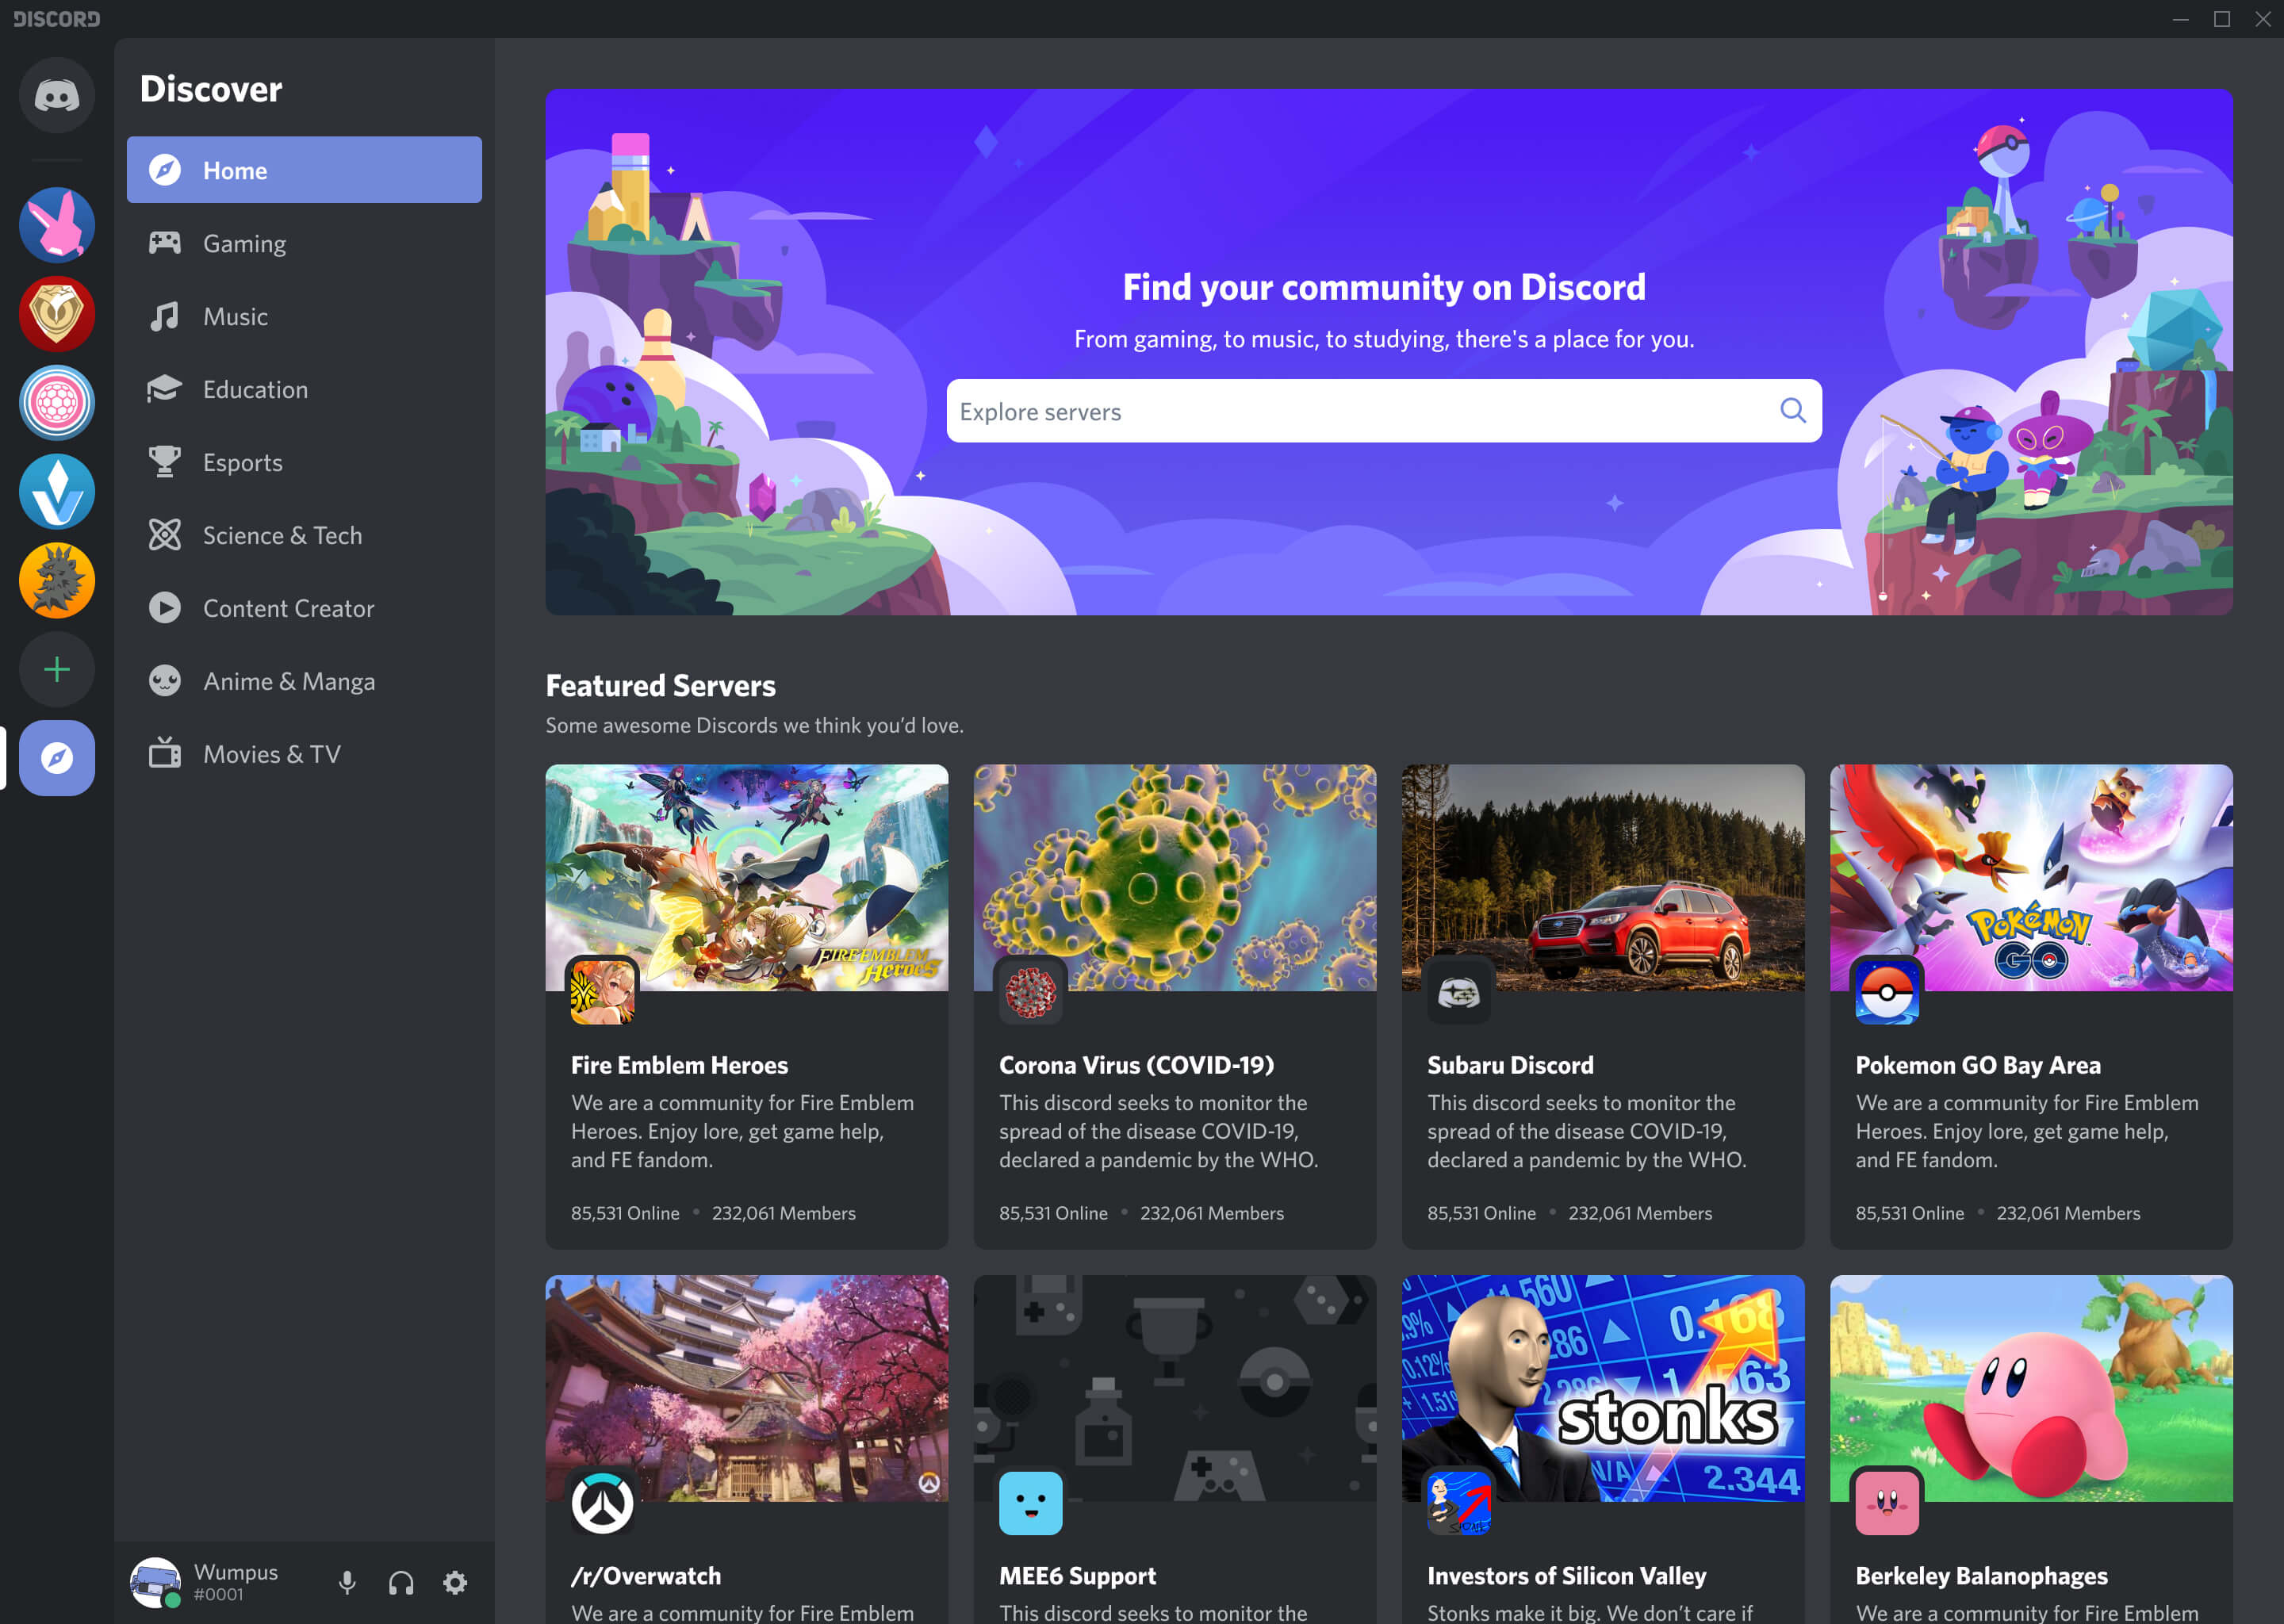 DISCORD
Discover
Home
Gaming
Music
Education
Esports
Science & Tech
Content Creator
Anime & Manga
Movies & TV
Wumpus
#0001
Find your community on Discord
From gaming, to music, to studying, there's a place for you.
Explore servers
Featured Servers
Some awesome Discords we think you’d love.
FIRE EMBLEM
Heroes
Fire Emblem Heroes
We are a community for Fire Emblem
Heroes. Enjoy lore, get game help,
and FE fandom.
85,531 Online • 232,061 Members
Corona Virus (COVID-19)
This discord seeks to monitor the
spread of the disease COVID-19,
declared a pandemic by the WHO.
85,531 Online • 232,061 Members
Subaru Discord
This discord seeks to monitor the
spread of the disease COVID-19,
declared a pandemic by the WHO.
85,531 Online • 232,061 Members
POKÉMON
GO
Pokemon GO Bay Area
We are a community for Fire Emblem
Heroes. Enjoy lore, get game help,
and FE fandom.
85,531 Online • 232,061 Members
/r/Overwatch
We are a community for Fire Emblem
MEE6 Support
This discord seeks to monitor the
0.168
stonks
N/A
2.344
Investors of Silicon Valley
Stonks make it big. We don’t care if
Berkeley Balanophages
We are a community for Fire Emblem